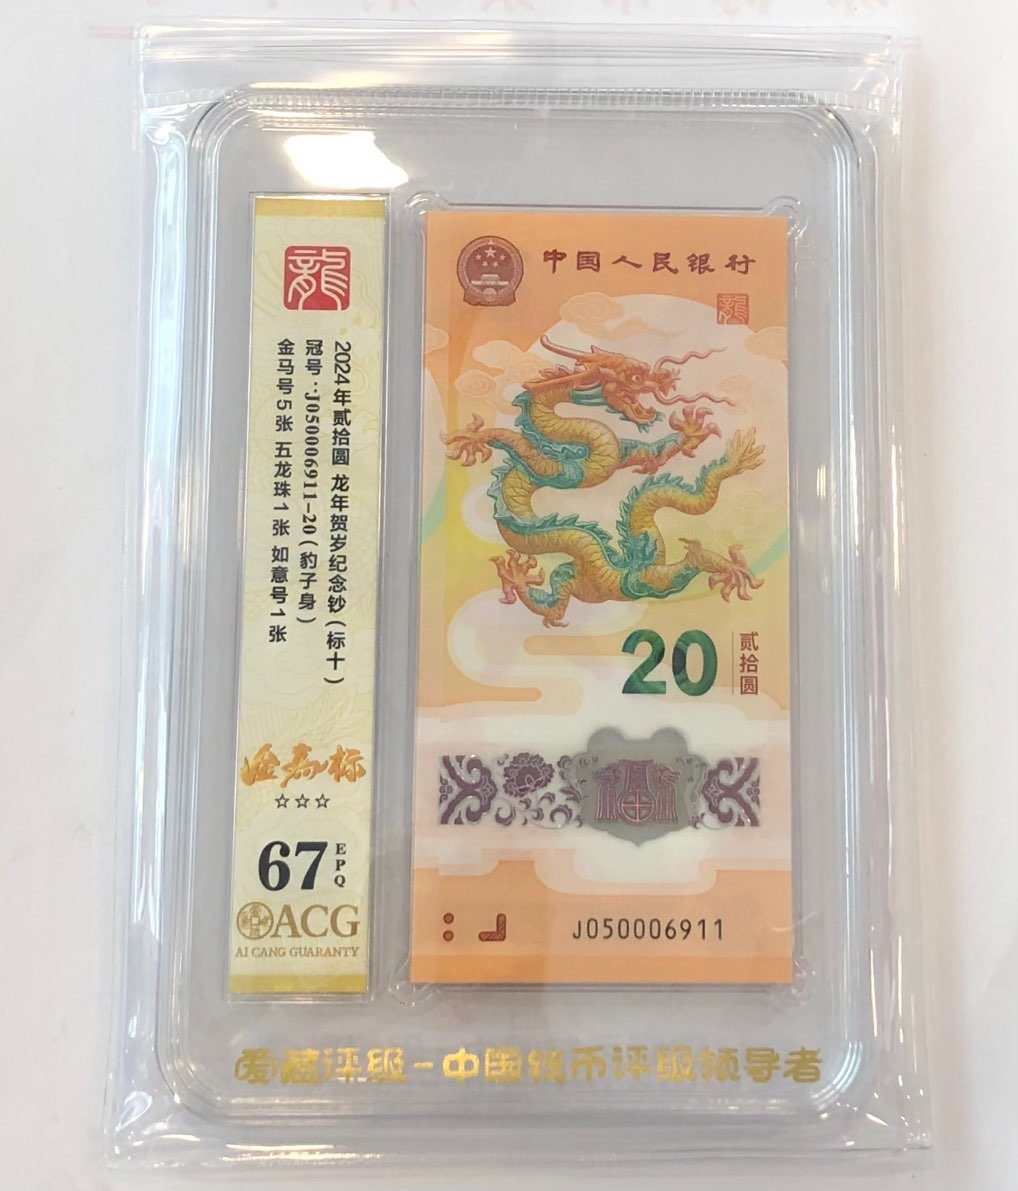 龍
2024年贰拾圆 龙年贺岁纪念钞(标十)
冠号:J050006911-20(豹子身)
金马号5张 五龙珠1张 如意号1张
金马标
☆☆☆
67 EPQ
ACG
AI CANG GUARANTY
中国人民银行
龍
20 贰拾圆
J050006911
爱藏评级-中国钱币评级领导者